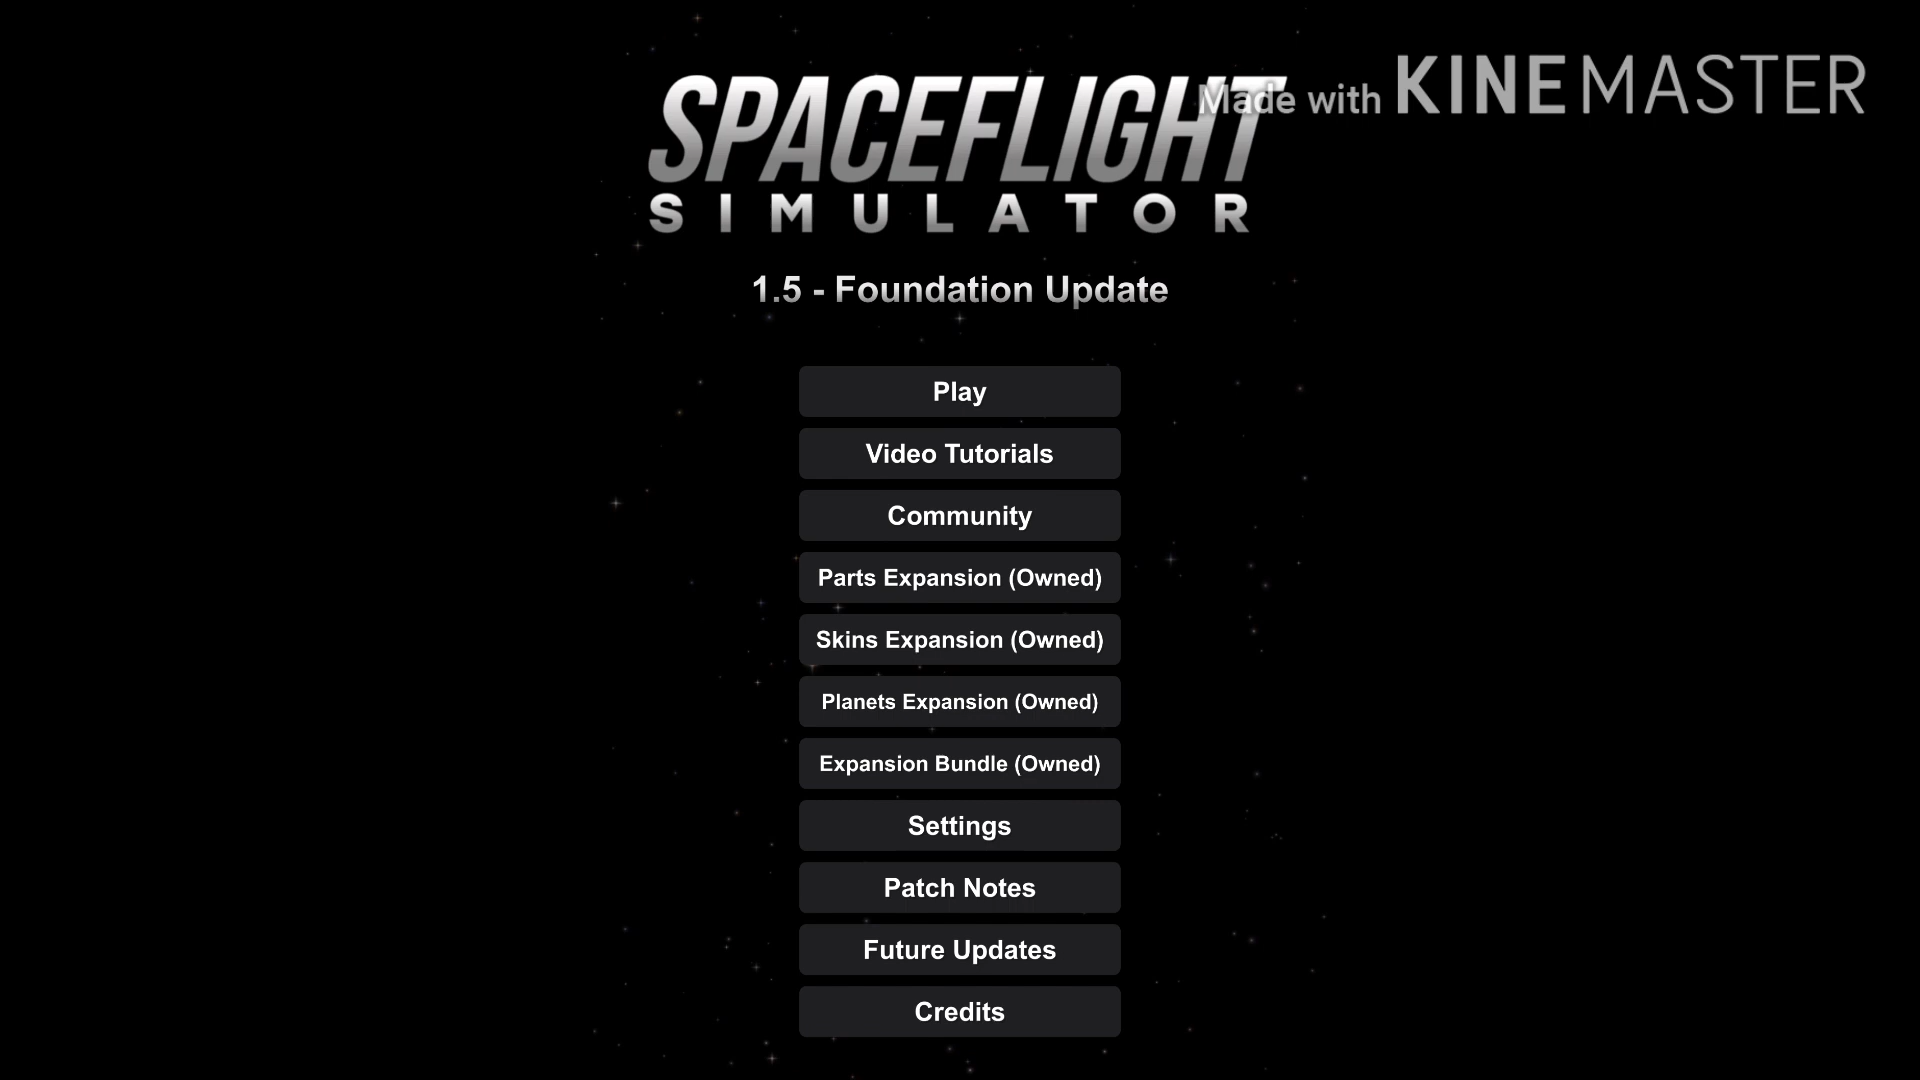 SPACEFLIGHT
SIMULATOR
Made with KINEMASTER
1.5 - Foundation Update
Play
Video Tutorials
Community
Parts Expansion (Owned)
Skins Expansion (Owned)
Planets Expansion (Owned)
Expansion Bundle (Owned)
Settings
Patch Notes
Future Updates
Credits